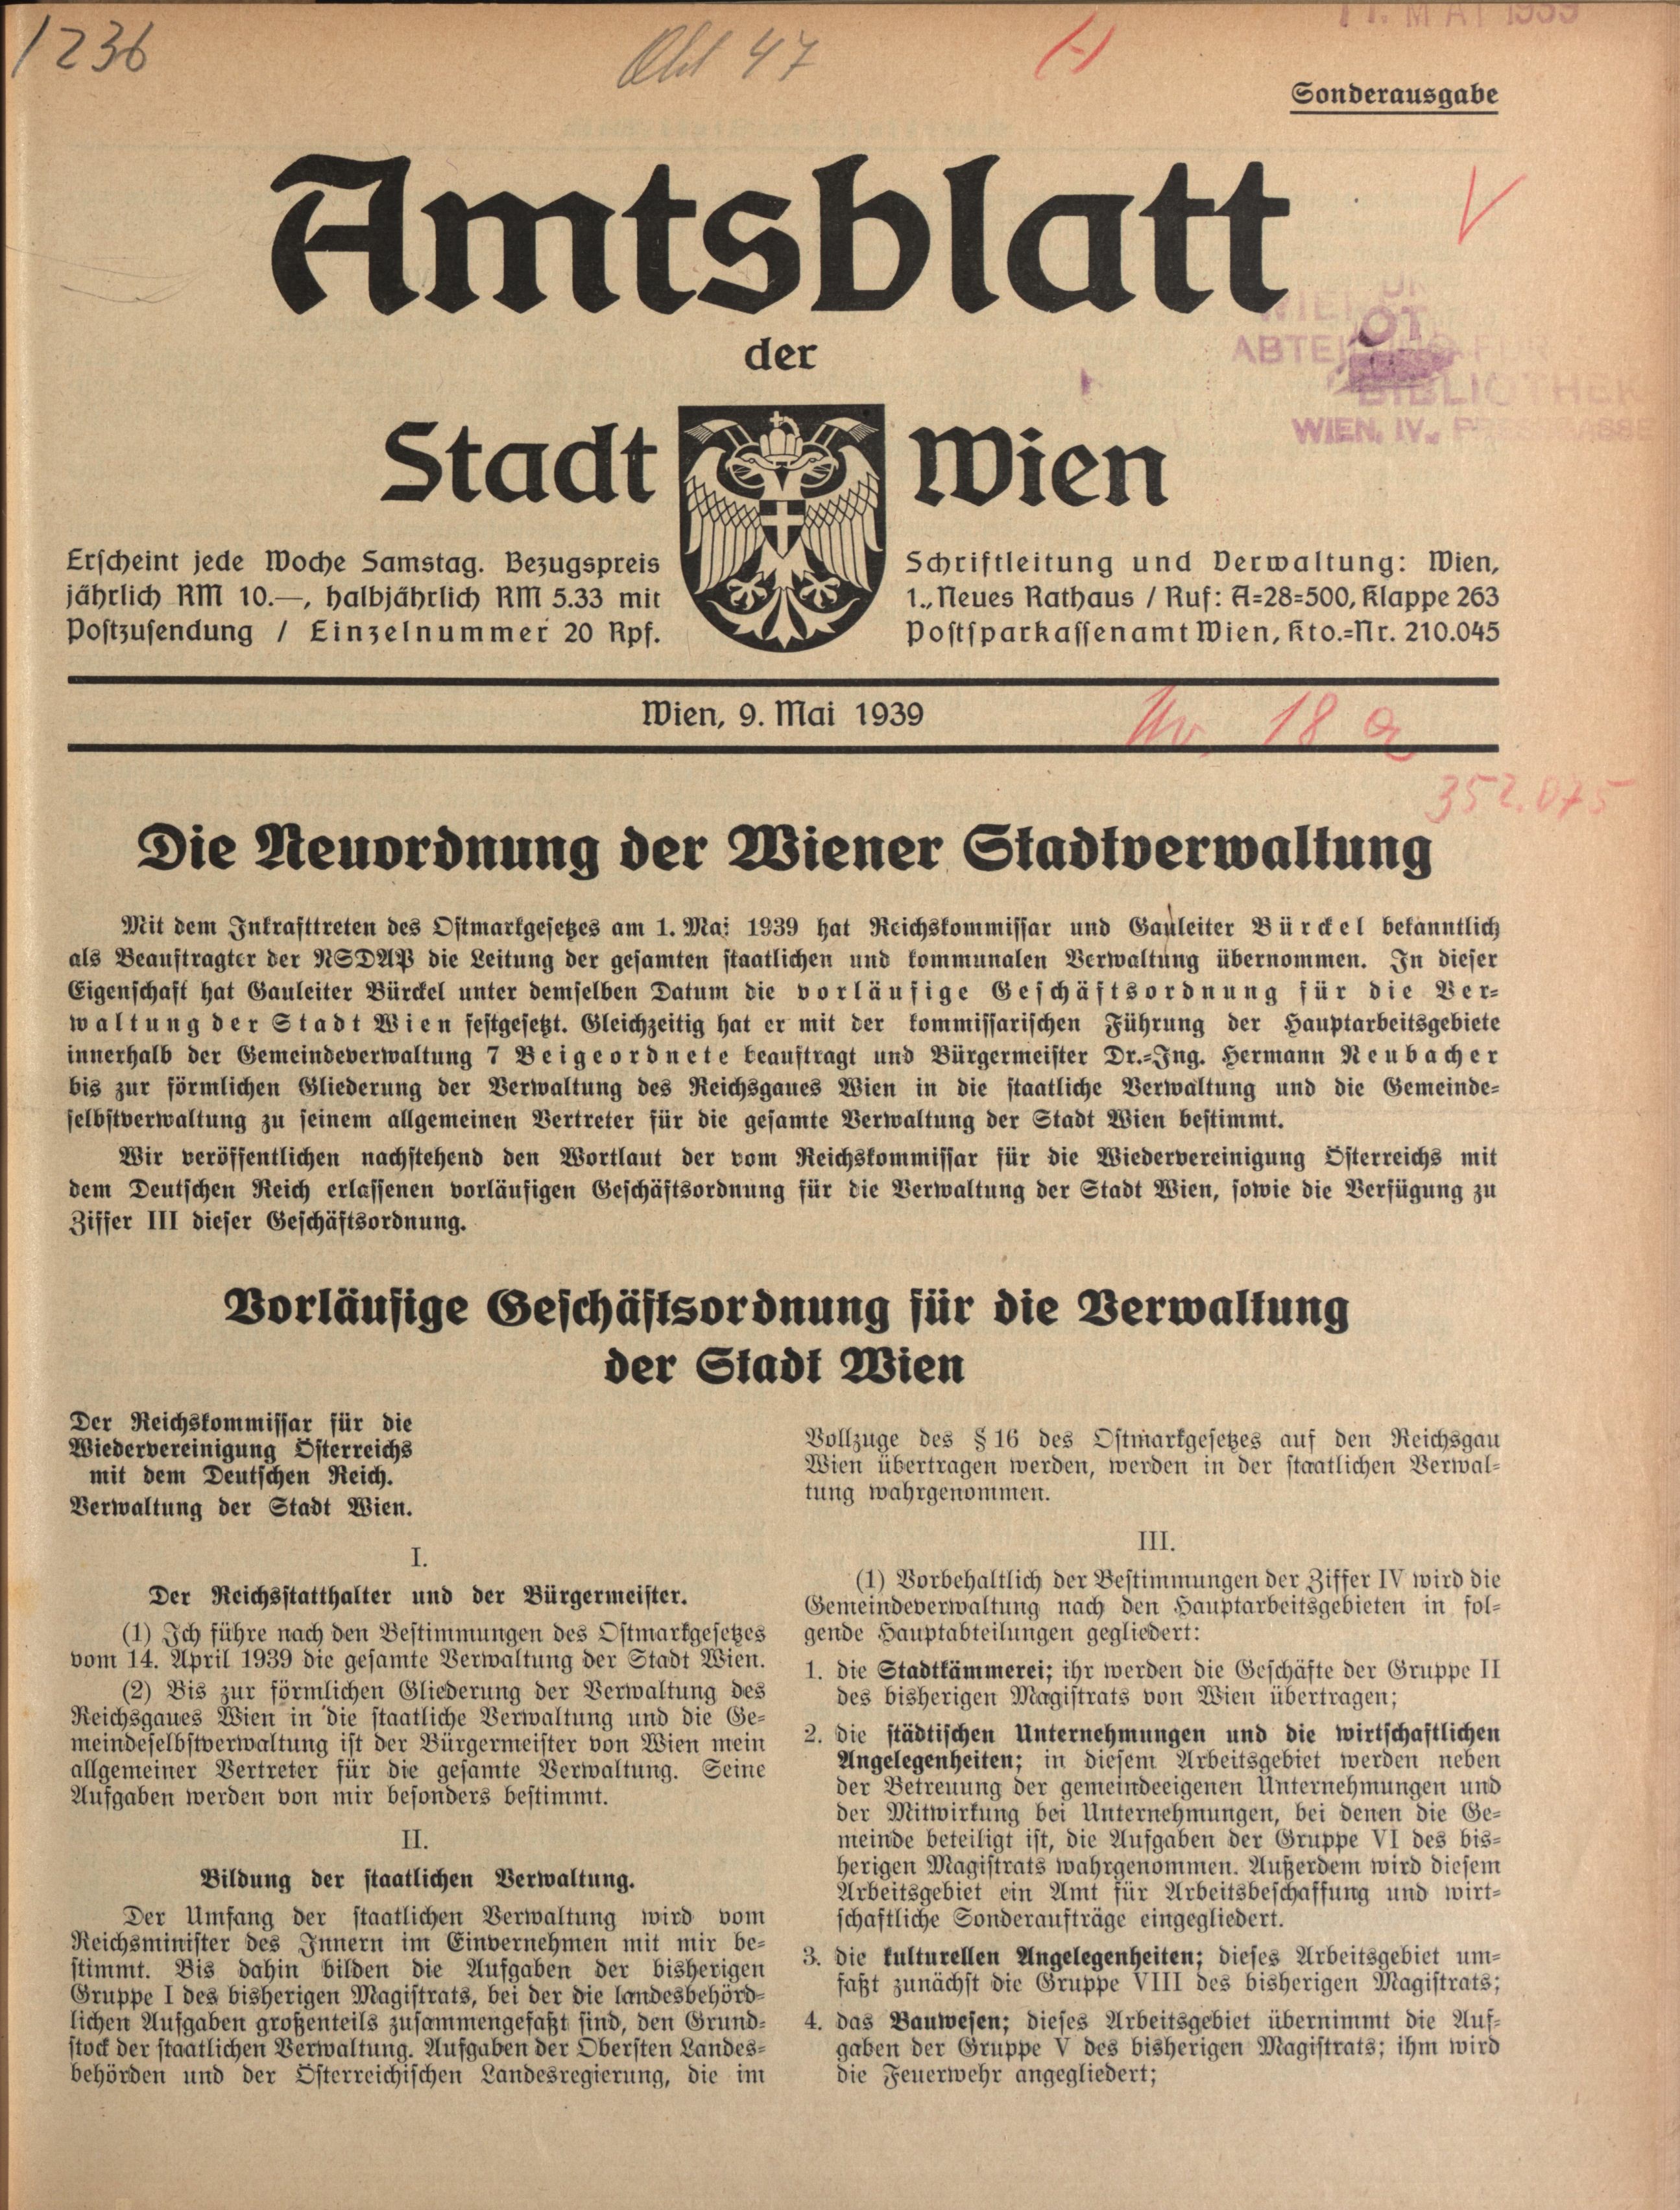 1236
47
11. MAI 1939
Sonderausgabe
Amtsblatt
der
Stadt Wien
WIEN
OT
ABTEILUNG FÜR
BIBLIOTHEK
WIEN, IV.
Erscheint jede Woche Samstag. Bezugspreis
jährlich RM 10.—, halbjährlich RM 5.33 mit
Postzusendung / Einzelnummer 20 Rpf.
Schriftleitung und Verwaltung: Wien,
1., Neues Rathaus / Ruf: A=28=500, Klappe 263
Postsparkassenamt Wien, Kto.=Nr. 210.045
Wien, 9. Mai 1939
Nr. 18 a
352.075
Die Neuordnung der Wiener Stadtverwaltung
Mit dem Inkrafttreten des Ostmarkgesetzes am 1. Mai 1939 hat Reichskommissar und Gauleiter Bürckel bekanntlich
als Beauftragter der NSDAP die Leitung der gesamten staatlichen und kommunalen Verwaltung übernommen. In dieser
Eigenschaft hat Gauleiter Bürckel unter demselben Datum die vorläufige Geschäftsordnung für die Ver=
waltung der Stadt Wien festgesetzt. Gleichzeitig hat er mit der kommissarischen Führung der Hauptarbeitsgebiete
innerhalb der Gemeindeverwaltung 7 Beigeordnete beauftragt und Bürgermeister Dr.=Ing. Hermann Neubacher
bis zur förmlichen Gliederung der Verwaltung des Reichsgaues Wien in die staatliche Verwaltung und die Gemeinde=
selbstverwaltung zu seinem allgemeinen Vertreter für die gesamte Verwaltung der Stadt Wien bestimmt.
Wir veröffentlichen nachstehend den Wortlaut der vom Reichskommissar für die Wiedervereinigung Österreichs mit
dem Deutschen Reich erlassenen vorläufigen Geschäftsordnung für die Verwaltung der Stadt Wien, sowie die Verfügung zu
Ziffer III dieser Geschäftsordnung.
Vorläufige Geschäftsordnung für die Verwaltung
der Stadt Wien
Der Reichskommissar für die
Wiedervereinigung Österreichs
mit dem Deutschen Reich.
Verwaltung der Stadt Wien.
I.
Der Reichsstatthalter und der Bürgermeister.
(1) Ich führe nach den Bestimmungen des Ostmarkgesetzes
vom 14. April 1939 die gesamte Verwaltung der Stadt Wien.
(2) Bis zur förmlichen Gliederung der Verwaltung des
Reichsgaues Wien in die staatliche Verwaltung und die Ge=
meindeselbstverwaltung ist der Bürgermeister von Wien mein
allgemeiner Vertreter für die gesamte Verwaltung. Seine
Aufgaben werden von mir besonders bestimmt.
II.
Bildung der staatlichen Verwaltung.
Der Umfang der staatlichen Verwaltung wird vom
Reichsminister des Innern im Einvernehmen mit mir be=
stimmt. Bis dahin bilden die Aufgaben der bisherigen
Gruppe I des bisherigen Magistrats, bei der die landesbehörd=
lichen Aufgaben großenteils zusammengefaßt sind, den Grund=
stock der staatlichen Verwaltung. Aufgaben der Obersten Landes=
behörden und der Österreichischen Landesregierung, die im
Vollzuge des § 16 des Ostmarkgesetzes auf den Reichsgau
Wien übertragen werden, werden in der staatlichen Verwal=
tung wahrgenommen.
III.
(1) Vorbehaltlich der Bestimmungen der Ziffer IV wird die
Gemeindeverwaltung nach den Hauptarbeitsgebieten in fol=
gende Hauptabteilungen gegliedert:
1. die Stadtkämmerei; ihr werden die Geschäfte der Gruppe II
des bisherigen Magistrats von Wien übertragen;
2. die städtischen Unternehmungen und die wirtschaftlichen
Angelegenheiten; in diesem Arbeitsgebiet werden neben
der Betreuung der gemeindeeigenen Unternehmungen und
der Mitwirkung bei Unternehmungen, bei denen die Ge=
meinde beteiligt ist, die Aufgaben der Gruppe VI des bis=
herigen Magistrats wahrgenommen. Außerdem wird diesem
Arbeitsgebiet ein Amt für Arbeitsbeschaffung und wirt=
schaftliche Sonderaufträge eingegliedert.
3. die kulturellen Angelegenheiten; dieses Arbeitsgebiet um=
faßt zunächst die Gruppe VIII des bisherigen Magistrats;
4. das Bauwesen; dieses Arbeitsgebiet übernimmt die Auf=
gaben der Gruppe V des bisherigen Magistrats; ihm wird
die Feuerwehr angegliedert;